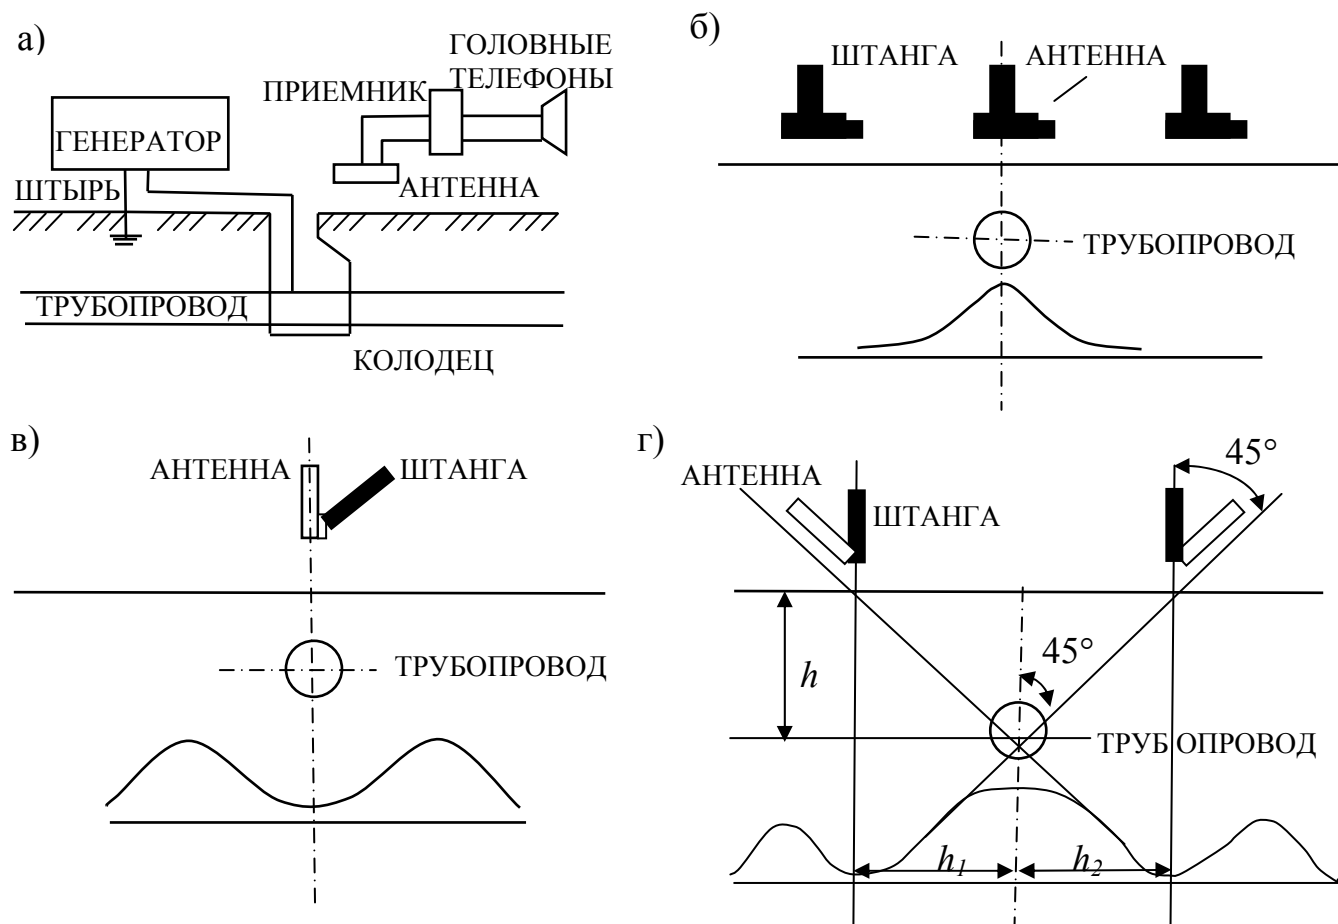 а)
ГОЛОВНЫЕ
ТЕЛЕФОНЫ
ПРИЕМНИК
ГЕНЕРАТОР
ШТЫРЬ
АНТЕННА
ТРУБОПРОВОД
КОЛОДЕЦ
б)
ШТАНГА
АНТЕННА
ТРУБОПРОВОД
в)
АНТЕННА
ШТАНГА
ТРУБОПРОВОД
г)
45°
АНТЕННА
ШТАНГА
45°
h
ТРУБОПРОВОД
h1
h2